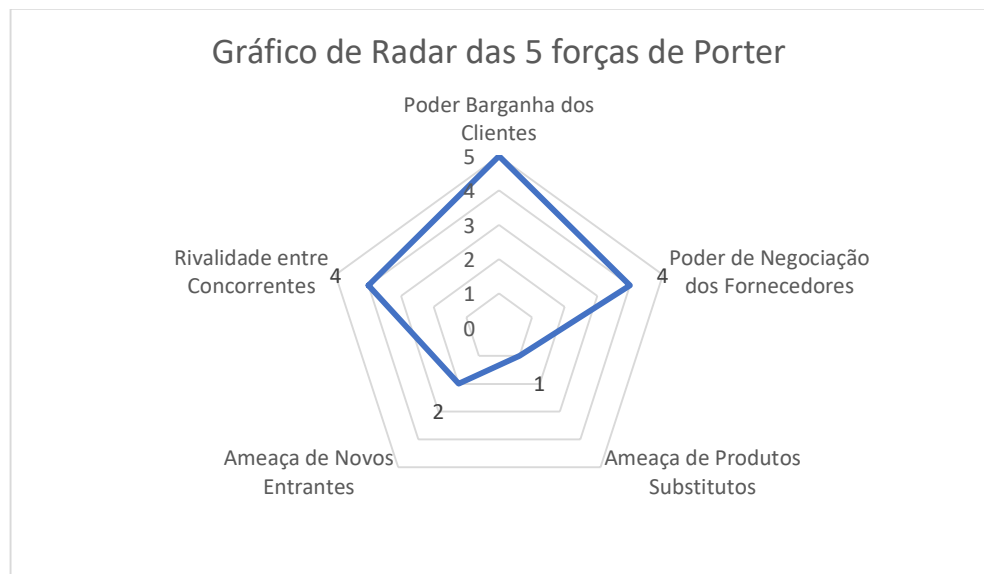 Gráfico de Radar das 5 forças de Porter
Poder Barganha dos
Clientes
5
4
3
2
1
0
Poder de Negociação
dos Fornecedores
4
Ameaça de Produtos
Substitutos
1
Ameaça de Novos
Entrantes
2
Rivalidade entre
Concorrentes
4